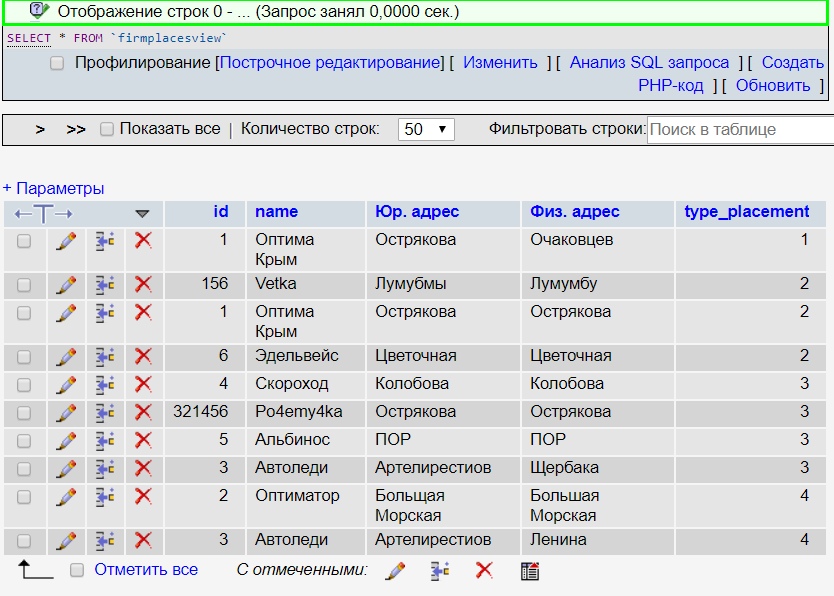 Отображение строк 0 - ... (Запрос занял 0,0000 сек.)
SELECT * FROM `firmplacesview`
Профилирование [Построчное редактирование] [ Изменить ] [ Анализ SQL запроса ] [ Создать
PHP-код ] [ Обновить ]
> >> Показать все | Количество строк: 50 Фильтровать строки: Поиск в таблице
+ Параметры
id name Юр. адрес Физ. адрес type_placement
1 Оптима Крым Острякова Очаковцев 1
156 Vetka Лумубмы Лумумбу 2
1 Оптима Крым Острякова Острякова 2
6 Эдельвейс Цветочная Цветочная 2
4 Скороход Колобова Колобова 3
321456 Po4emy4ka Острякова Острякова 3
5 Альбинос ПОР ПОР 3
3 Автоледи Артелирестиов Щербака 3
2 Оптиматор Больщая Морская Большая Морская 4
3 Автоледи Артелирестиов Ленина 4
Отметить все С отмеченными: